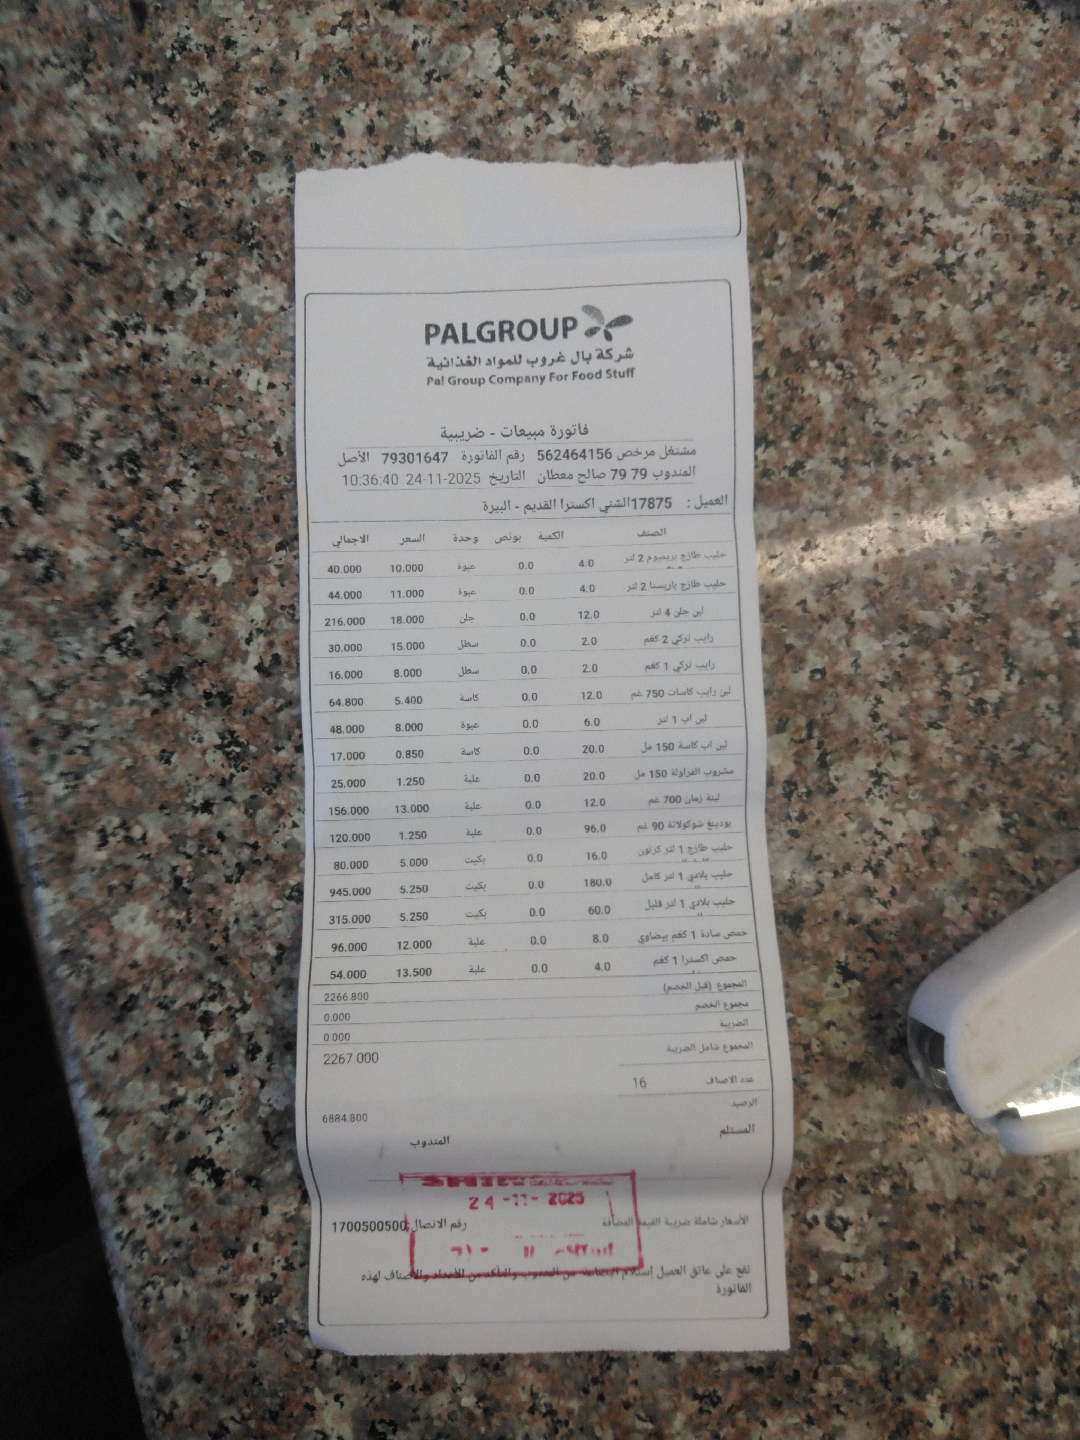 PALGROUP
شركة بال غروب للمواد الغذائية
Pal Group Company For Food Stuff
فاتورة مبيعات - ضريبية
مشتغل مرخص 562464156 رقم الفاتورة 79301647 الأصل
المندوب 79 79 صالح معطان التاريخ 24-11-2025 10:36:40
العميل : 17875الشني اكسترا القديم - البيرة
الصنف الكمية بونص وحدة السعر الاجمالي
حليب طازج بريميوم 2 لتر 4.0 0.0 عبوة 10.000 40.000
حليب طازج باريستا 2 لتر 4.0 0.0 عبوة 11.000 44.000
لبن جلن 4 لتر 12.0 0.0 جلن 18.000 216.000
رايب تركي 2 كغم 2.0 0.0 سطل 15.000 30.000
رايب تركي 1 كغم 2.0 0.0 سطل 8.000 16.000
لبن رايب كاسات 750 غم 12.0 0.0 كاسة 5.400 64.800
لبن اب 1 لتر 6.0 0.0 عبوة 8.000 48.000
لبن اب كاسة 150 مل 20.0 0.0 كاسة 0.850 17.000
مشروب الفراولة 150 مل 20.0 0.0 علبة 1.250 25.000
لبنة زمان 700 غم 12.0 0.0 علبة 13.000 156.000
بودينغ شوكولاتة 90 غم 96.0 0.0 علبة 1.250 120.000
حليب طازج 1 لتر كرتون 16.0 0.0 بكيت 5.000 80.000
حليب بلادي 1 لتر كامل 180.0 0.0 بكيت 5.250 945.000
حليب بلادي 1 لتر قليل 60.0 0.0 بكيت 5.250 315.000
حمص سادة 1 كغم بيضاوي 8.0 0.0 علبة 12.000 96.000
حمص اكسترا 1 كغم 4.0 0.0 علبة 13.500 54.000
المجموع (قبل الخصم) 2266.800
مجموع الخصم 0.000
الضريبة 0.000
المجموع شامل الضريبة 2267.000
عدد الاصناف 16
الرصيد 6884.800
المستلم المندوب
24-11-2025
الأسعار شاملة ضريبة القيمة المضافة رقم الاتصال:1700500500
تقع على عاتق العميل إستلام البضاعة من المندوب والتأكد من الأعداد والأصناف لهذه
الفاتورة